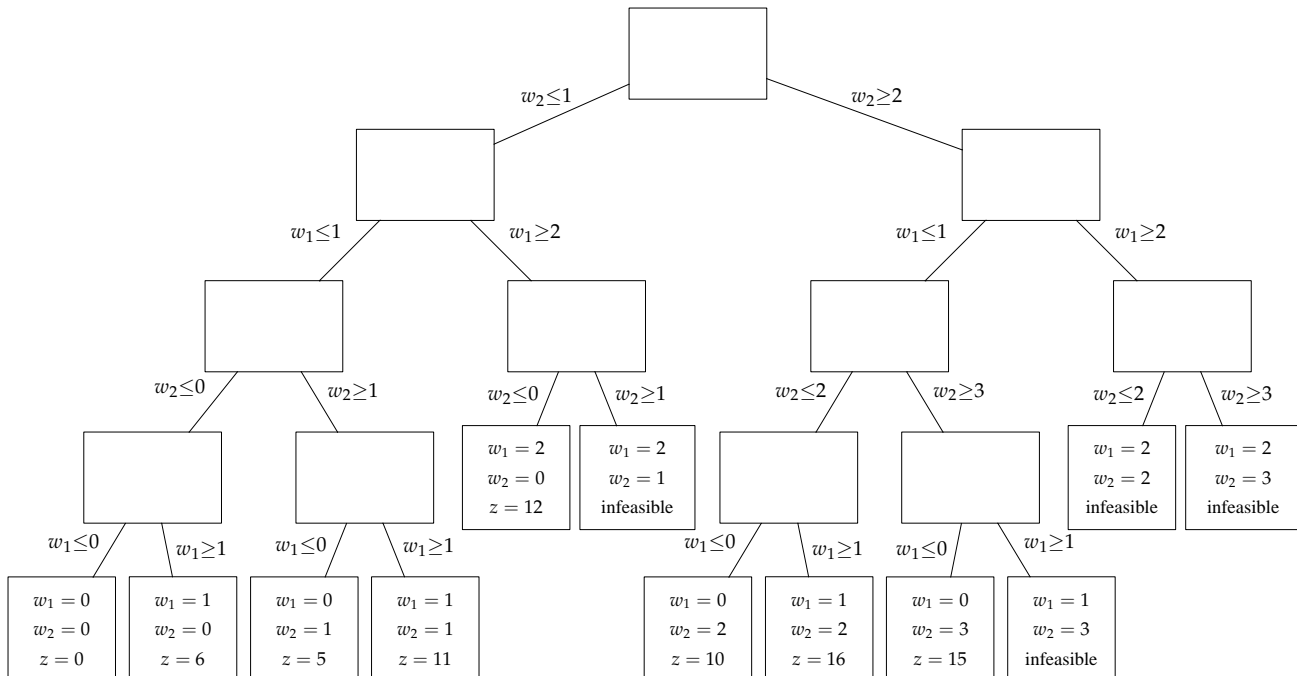 w₂≤1
w₂≥2
w₁≤1
w₁≥2
w₁≤1
w₁≥2
w₂≤0
w₂≥1
w₂≤0
w₂≥1
w₂≤2
w₂≥3
w₂≤2
w₂≥3
w₁ = 2
w₂ = 0
z = 12
w₁ = 2
w₂ = 1
infeasible
w₁ = 2
w₂ = 2
infeasible
w₁ = 2
w₂ = 3
infeasible
w₁≤0
w₁≥1
w₁≤0
w₁≥1
w₁≤0
w₁≥1
w₁≤0
w₁≥1
w₁ = 0
w₂ = 0
z = 0
w₁ = 1
w₂ = 0
z = 6
w₁ = 0
w₂ = 1
z = 5
w₁ = 1
w₂ = 1
z = 11
w₁ = 0
w₂ = 2
z = 10
w₁ = 1
w₂ = 2
z = 16
w₁ = 0
w₂ = 3
z = 15
w₁ = 1
w₂ = 3
infeasible